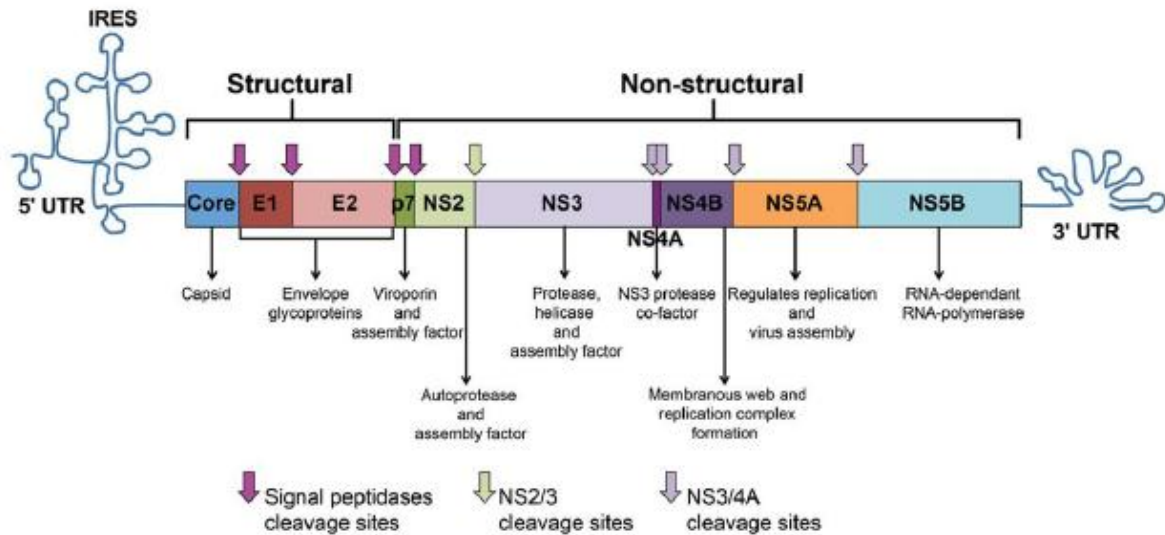 IRES
Structural
Non-structural
5' UTR
Core
E1
E2
p7
NS2
NS3
NS4A
NS4B
NS5A
NS5B
3' UTR
Capsid
Envelope
glycoproteins
Viroporin
and
assembly factor
Autoprotease
and
assembly factor
Protease,
helicase
and
assembly factor
NS3 protease
co-factor
Membranous web and
replication complex
formation
Regulates replication
and
virus assembly
RNA-dependant
RNA-polymerase
Signal peptidases
cleavage sites
NS2/3
cleavage sites
NS3/4A
cleavage sites